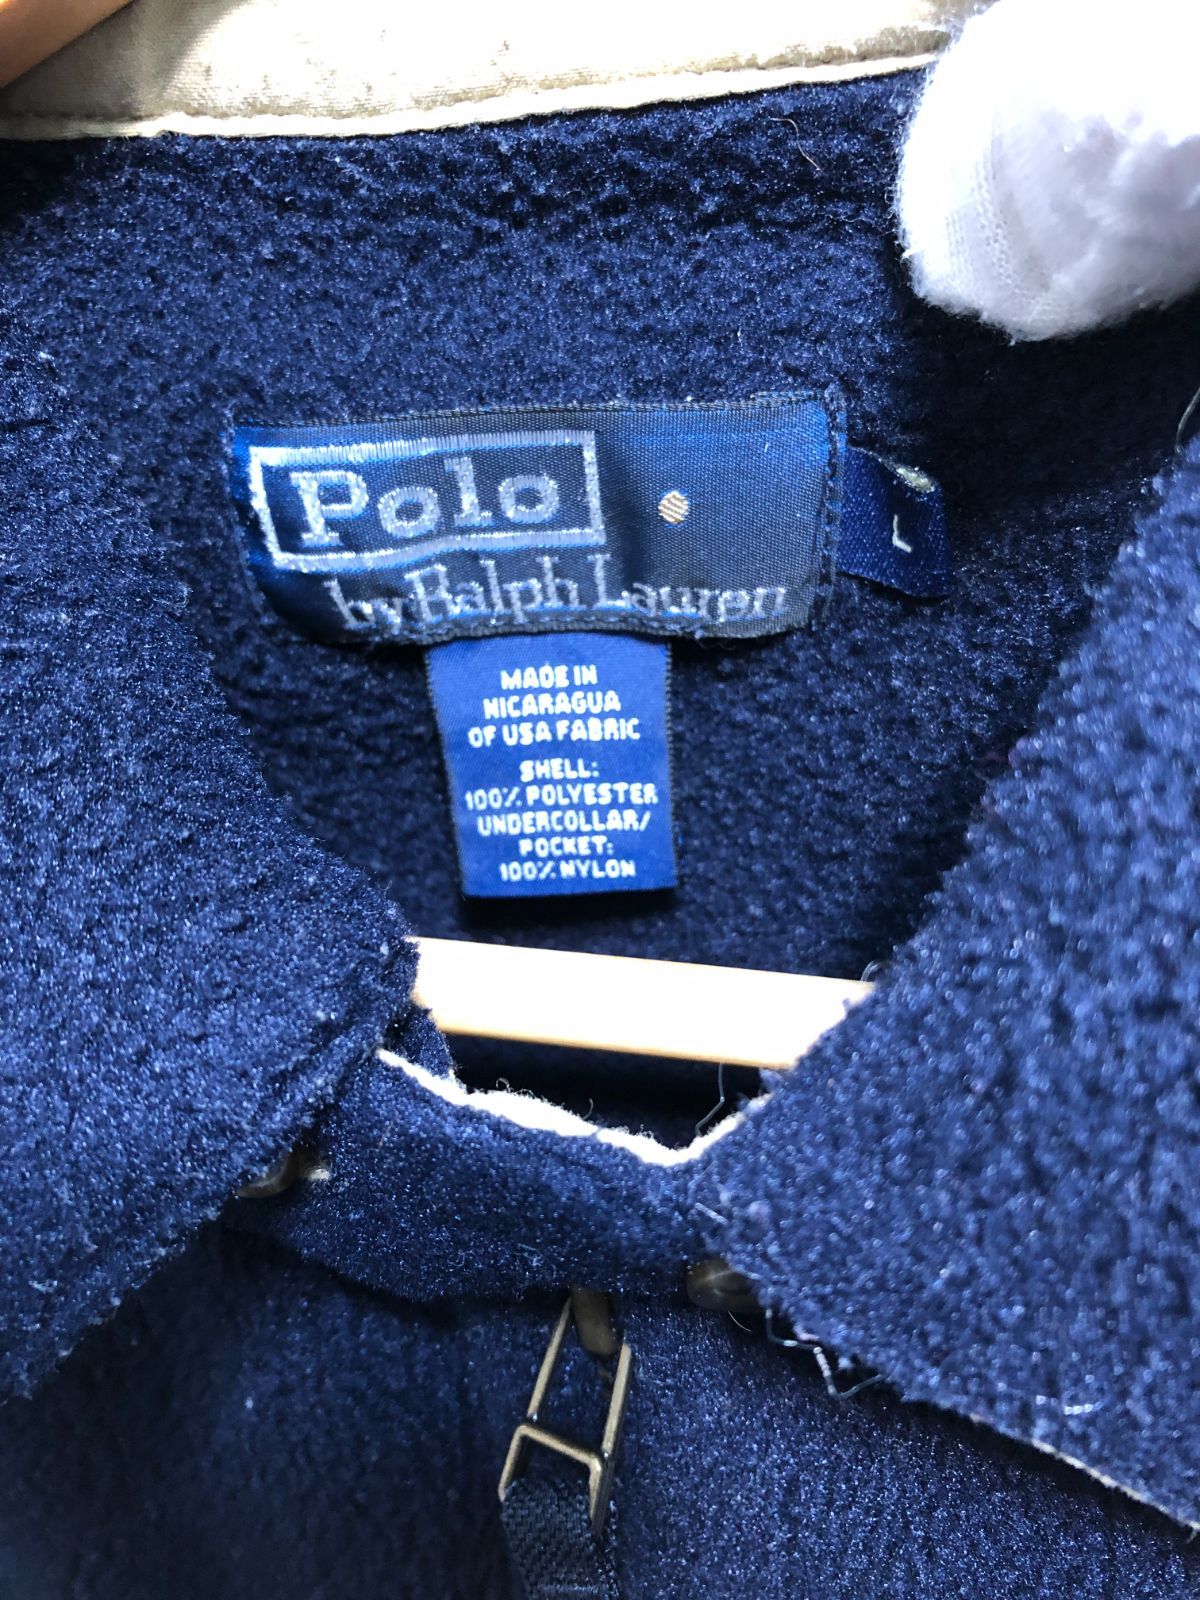 Polo
by Ralph Lauren
L
MADE IN
NICARAGUA
OF USA FABRIC
SHELL:
100% POLYESTER
UNDERCOLLAR/
POCKET:
100% NYLON